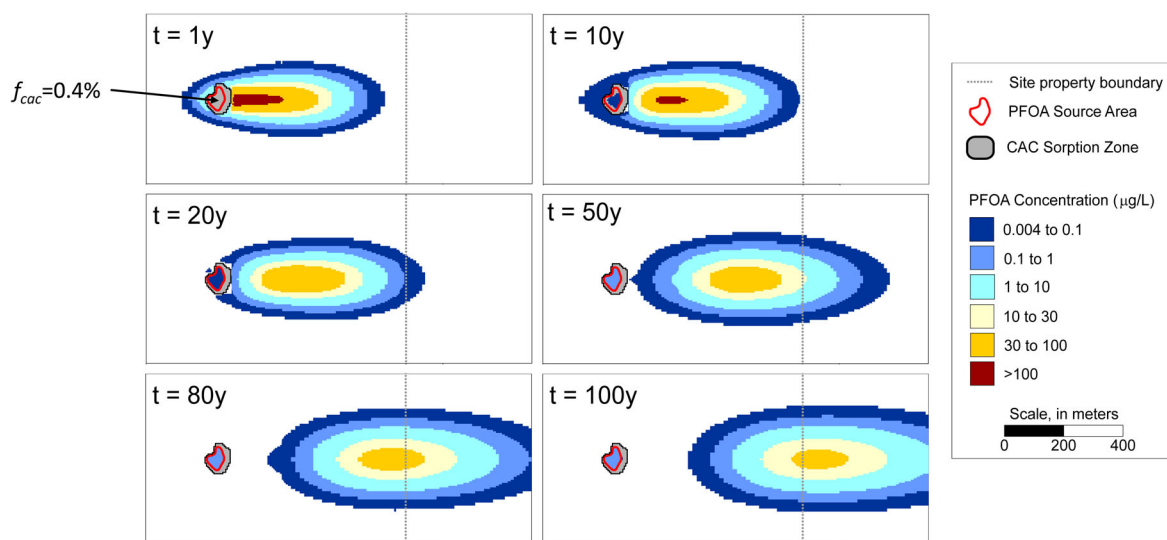 t = 1y
t = 10y
f_cac=0.4%
t = 20y
t = 50y
t = 80y
t = 100y
Site property boundary
PFOA Source Area
CAC Sorption Zone
PFOA Concentration (μg/L)
0.004 to 0.1
0.1 to 1
1 to 10
10 to 30
30 to 100
>100
Scale, in meters
0 200 400